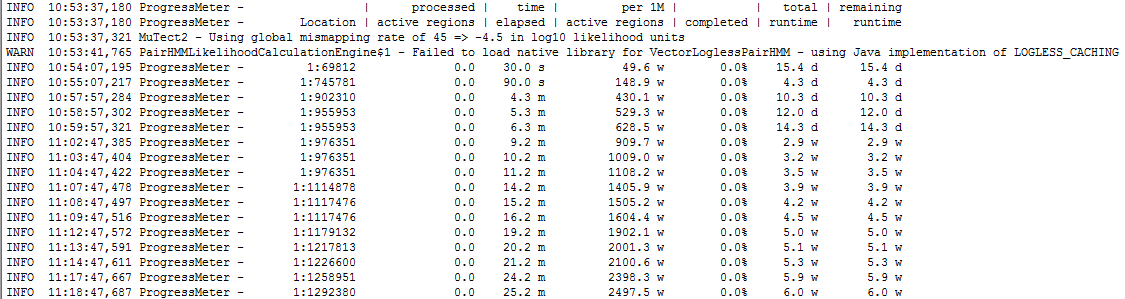 INFO  10:53:37,180 ProgressMeter -                 |    processed |    time |         per 1M |           |   total | remaining
INFO  10:53:37,180 ProgressMeter -        Location | active regions | elapsed | active regions | completed | runtime |   runtime
INFO  10:53:37,321 MuTect2 - Using global mismapping rate of 45 => -4.5 in log10 likelihood units
WARN  10:53:41,765 PairHMMLikelihoodCalculationEngine$1 - Failed to load native library for VectorLoglessPairHMM - using Java implementation of LOGLESS_CACHING
INFO  10:54:07,195 ProgressMeter -         1:69812              0.0    30.0 s           49.6 w        0.0%    15.4 d      15.4 d
INFO  10:55:07,217 ProgressMeter -        1:745781              0.0    90.0 s          148.9 w        0.0%     4.3 d       4.3 d
INFO  10:57:57,284 ProgressMeter -        1:902310              0.0     4.3 m          430.1 w        0.0%    10.3 d      10.3 d
INFO  10:58:57,302 ProgressMeter -        1:955953              0.0     5.3 m          529.3 w        0.0%    12.0 d      12.0 d
INFO  10:59:57,321 ProgressMeter -        1:955953              0.0     6.3 m          628.5 w        0.0%    14.3 d      14.3 d
INFO  11:02:47,385 ProgressMeter -        1:976351              0.0     9.2 m          909.7 w        0.0%     2.9 w       2.9 w
INFO  11:03:47,404 ProgressMeter -        1:976351              0.0    10.2 m         1009.0 w        0.0%     3.2 w       3.2 w
INFO  11:04:47,422 ProgressMeter -        1:976351              0.0    11.2 m         1108.2 w        0.0%     3.5 w       3.5 w
INFO  11:07:47,478 ProgressMeter -       1:1114878              0.0    14.2 m         1405.9 w        0.0%     3.9 w       3.9 w
INFO  11:08:47,497 ProgressMeter -       1:1117476              0.0    15.2 m         1505.2 w        0.0%     4.2 w       4.2 w
INFO  11:09:47,516 ProgressMeter -       1:1117476              0.0    16.2 m         1604.4 w        0.0%     4.5 w       4.5 w
INFO  11:12:47,572 ProgressMeter -       1:1179132              0.0    19.2 m         1902.1 w        0.0%     5.0 w       5.0 w
INFO  11:13:47,591 ProgressMeter -       1:1217813              0.0    20.2 m         2001.3 w        0.0%     5.1 w       5.1 w
INFO  11:14:47,611 ProgressMeter -       1:1226600              0.0    21.2 m         2100.6 w        0.0%     5.3 w       5.3 w
INFO  11:17:47,667 ProgressMeter -       1:1258951              0.0    24.2 m         2398.3 w        0.0%     5.9 w       5.9 w
INFO  11:18:47,687 ProgressMeter -       1:1292380              0.0    25.2 m         2497.5 w        0.0%     6.0 w       6.0 w